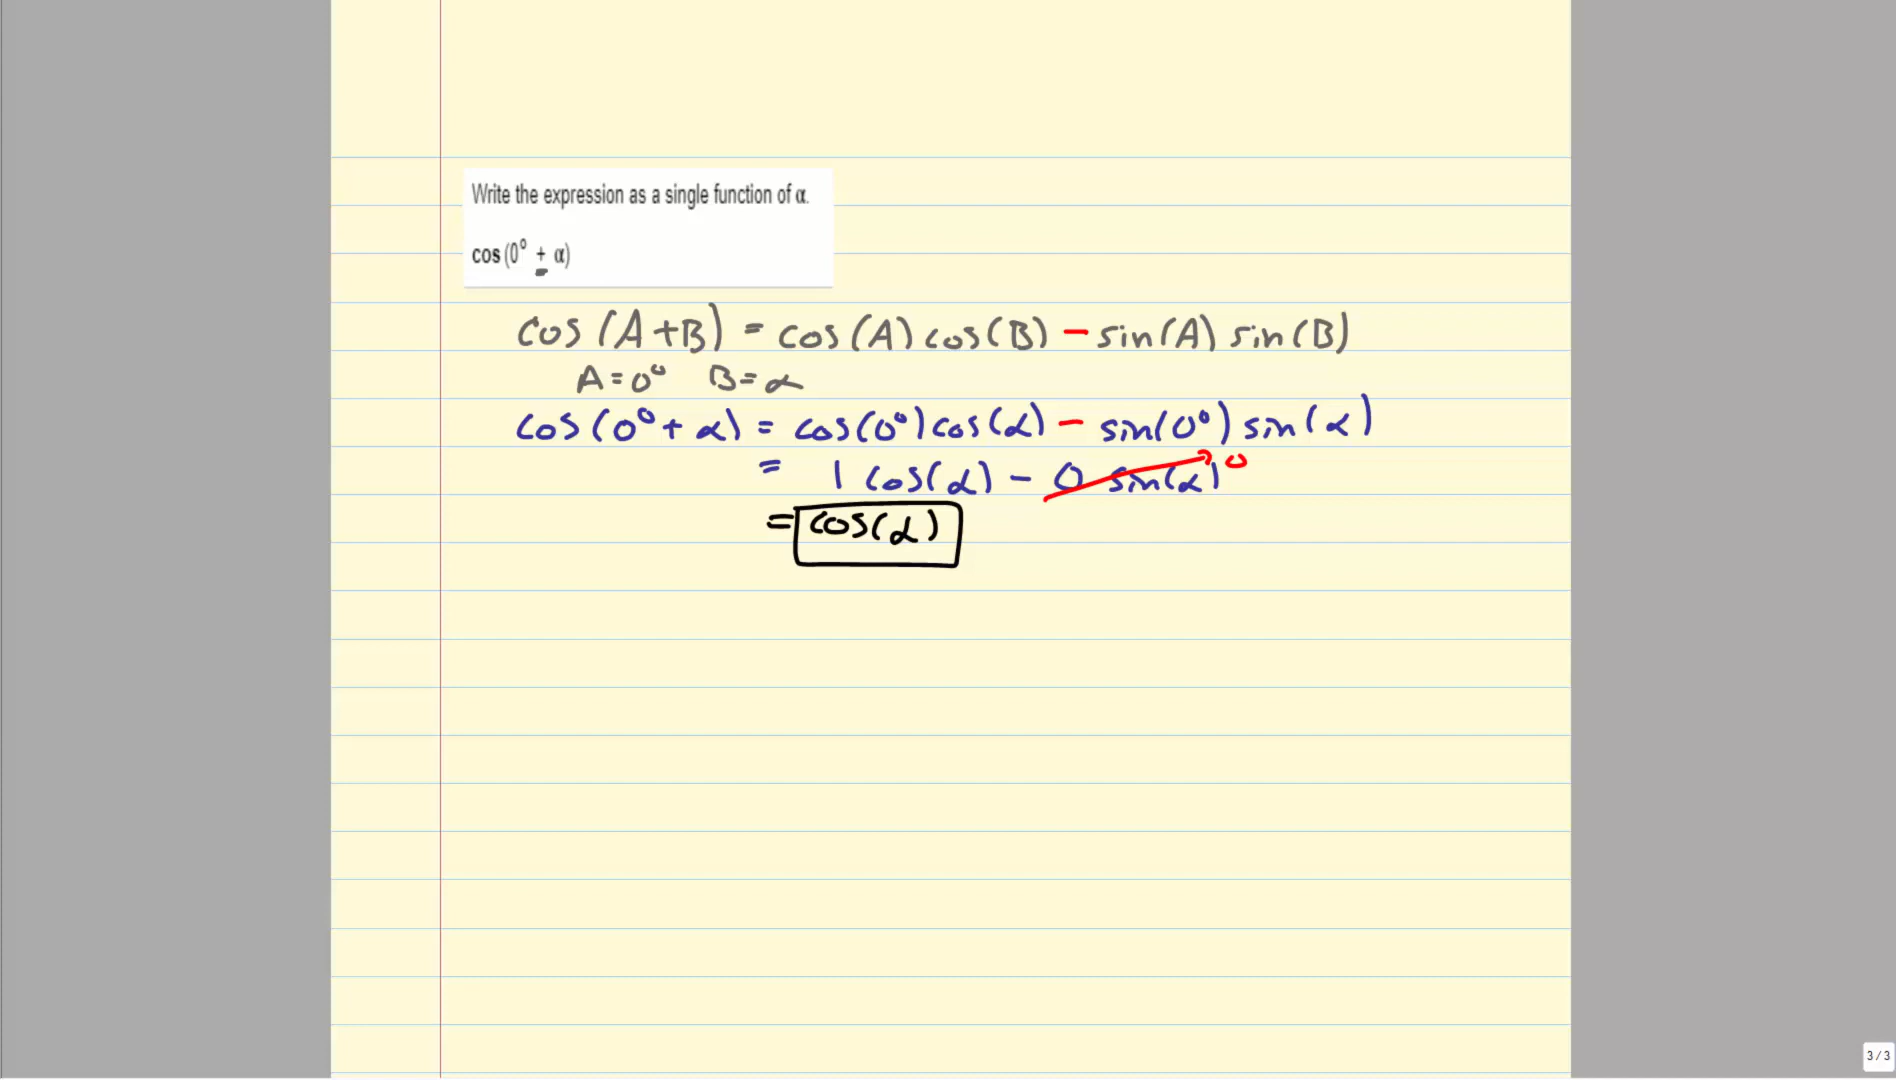 Write the expression as a single function of α.
cos (0° + α)
cos (A+B) = cos(A) cos(B) - sin(A) sin(B)
A = 0° B = α
cos (0° + α) = cos(0°) cos(α) - sin(0°) sin(α)
= 1 cos(α) - 0 sin(α) 0
= cos(α)
3 / 3